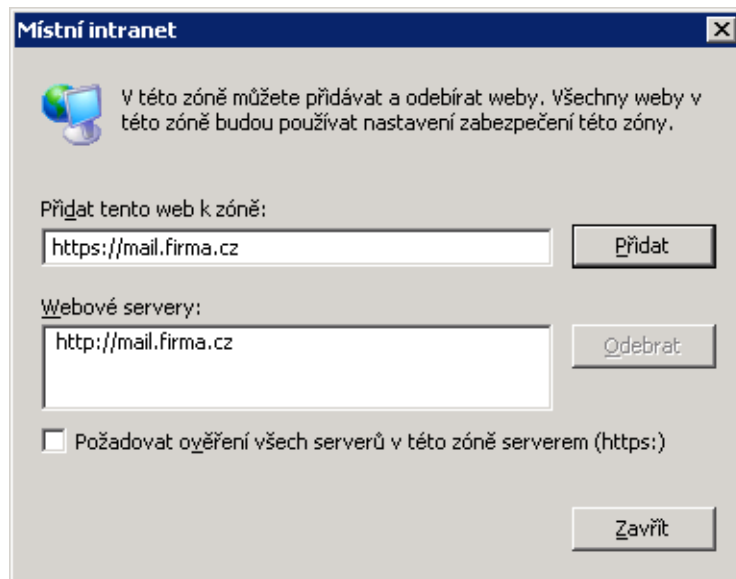 Místní intranet
V této zóně můžete přidávat a odebírat weby. Všechny weby v
této zóně budou používat nastavení zabezpečení této zóny.
Přidat tento web k zóně:
https://mail.firma.cz
Přidat
Webové servery:
http://mail.firma.cz
Odebrat
Požadovat ověření všech serverů v této zóně serverem (https:)
Zavřít